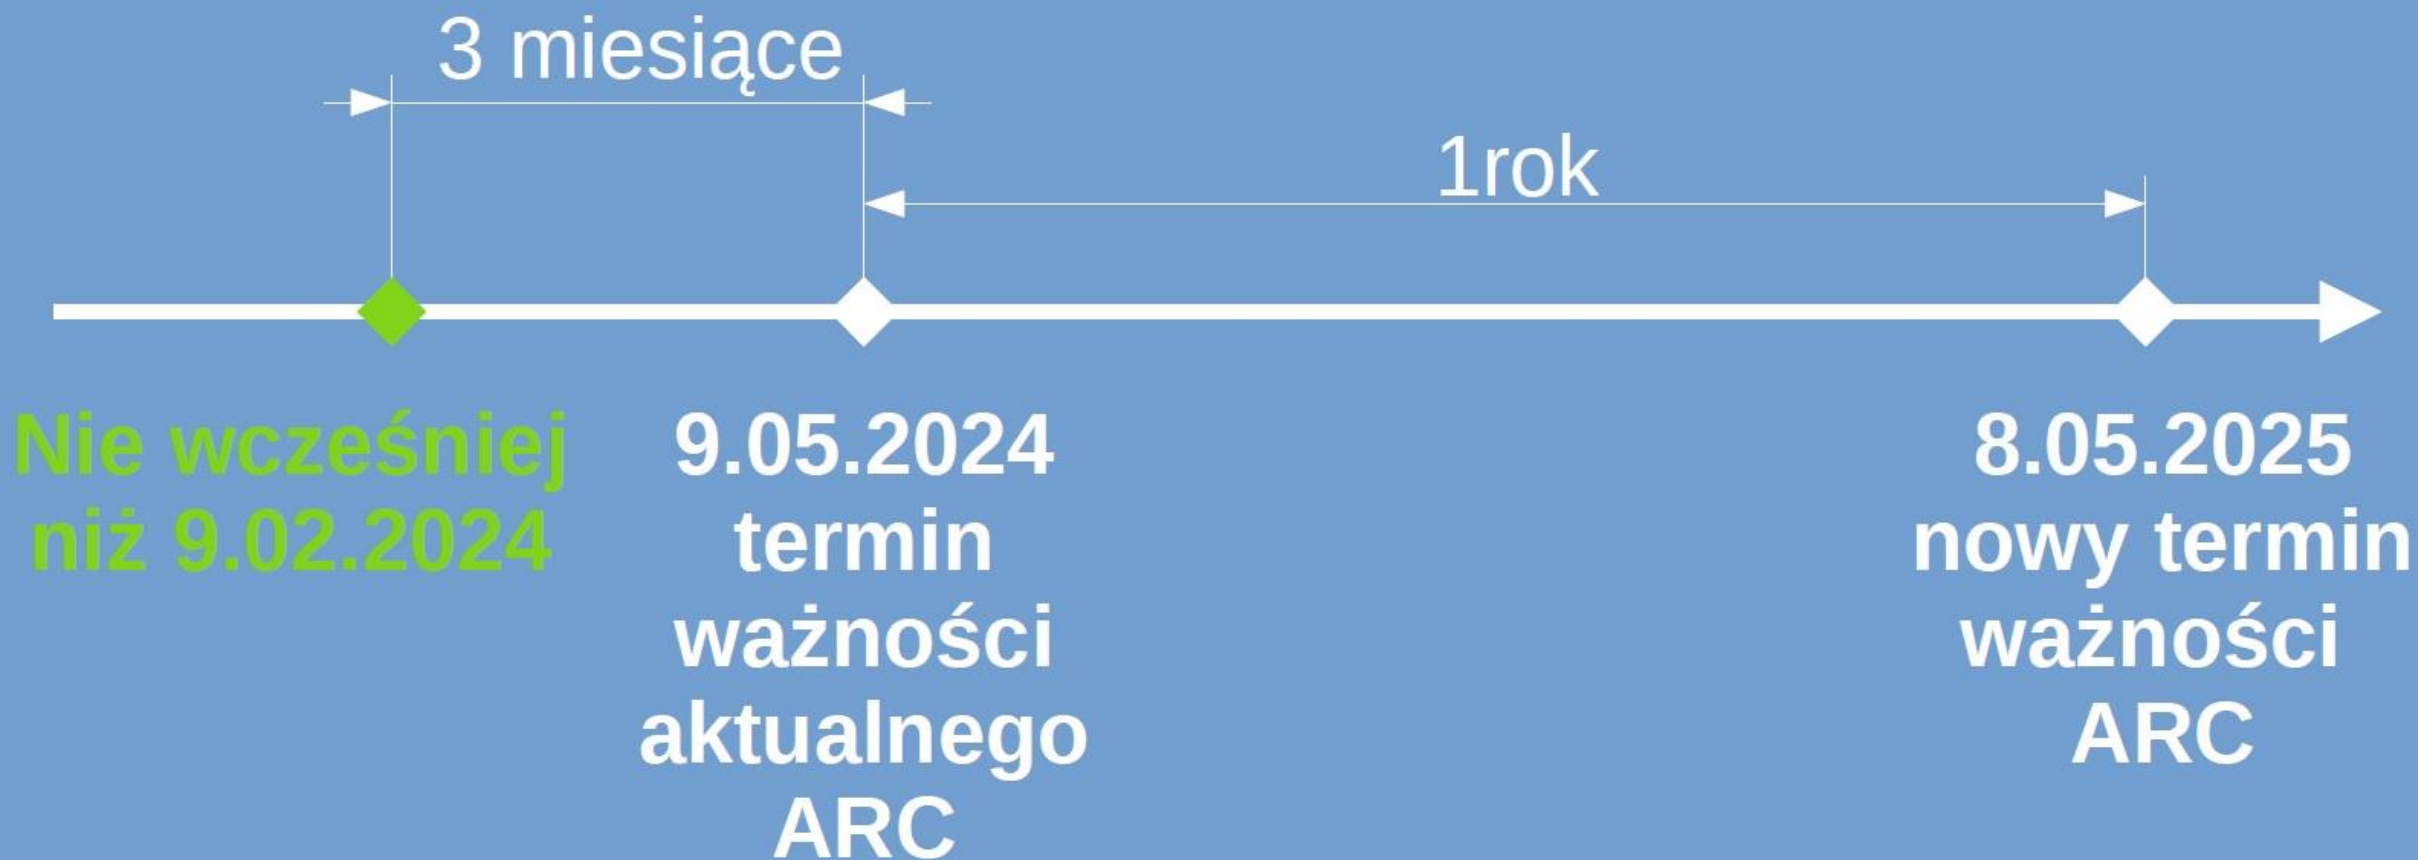 3 miesiące
1rok
Nie wcześniej
niż 9.02.2024
9.05.2024
termin
ważności
aktualnego
ARC
8.05.2025
nowy termin
ważności
ARC